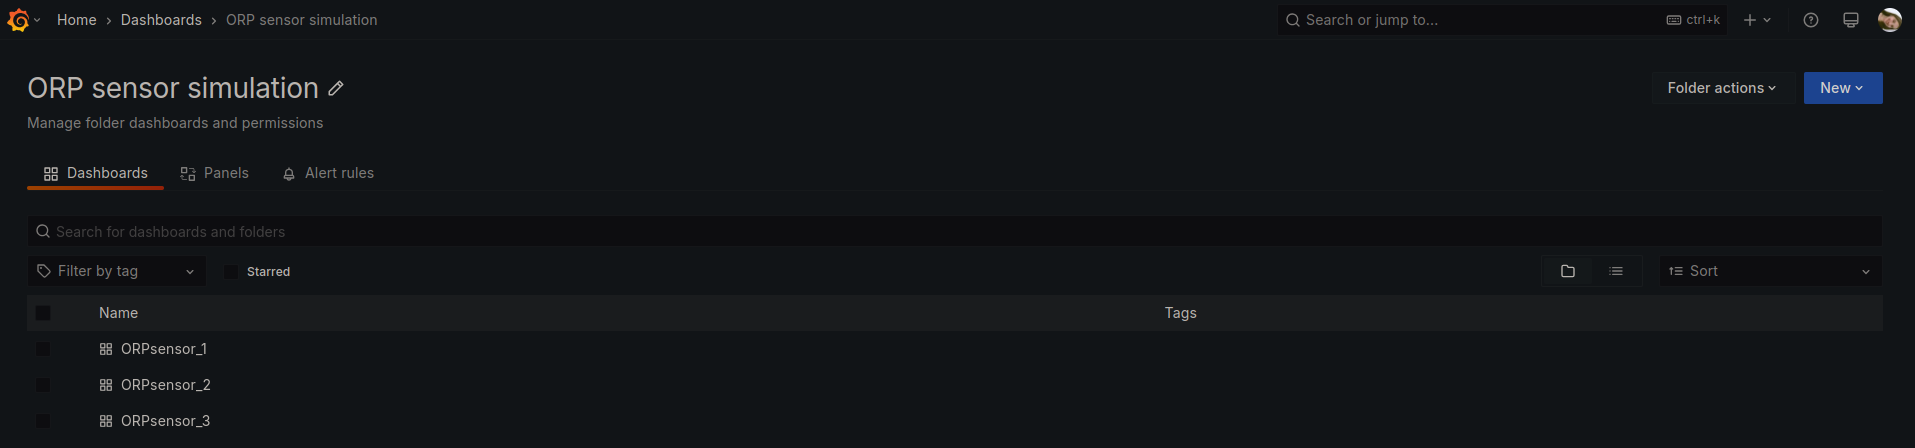 Home › Dashboards › ORP sensor simulation
Search or jump to...
ctrl+k
ORP sensor simulation
Folder actions
New
Manage folder dashboards and permissions
Dashboards
Panels
Alert rules
Search for dashboards and folders
Filter by tag
Starred
Sort
Name
Tags
ORPsensor_1
ORPsensor_2
ORPsensor_3